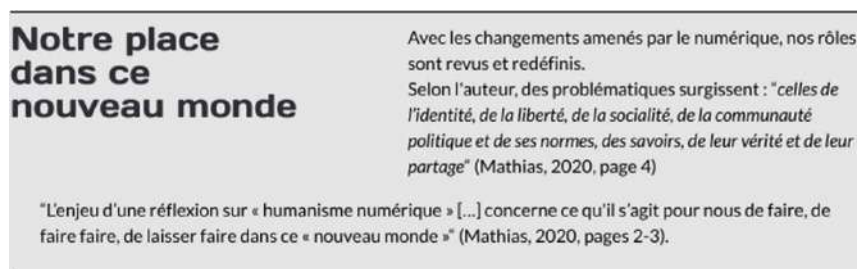 Notre place
dans ce
nouveau monde
Avec les changements amenés par le numérique, nos rôles
sont revus et redéfinis.
Selon l'auteur, des problématiques surgissent : "celles de
l'identité, de la liberté, de la socialité, de la communauté
politique et de ses normes, des savoirs, de leur vérité et de leur
partage" (Mathias, 2020, page 4)
"L'enjeu d'une réflexion sur « humanisme numérique » [...] concerne ce qu'il s'agit pour nous de faire, de
faire faire, de laisser faire dans ce « nouveau monde »" (Mathias, 2020, pages 2-3).